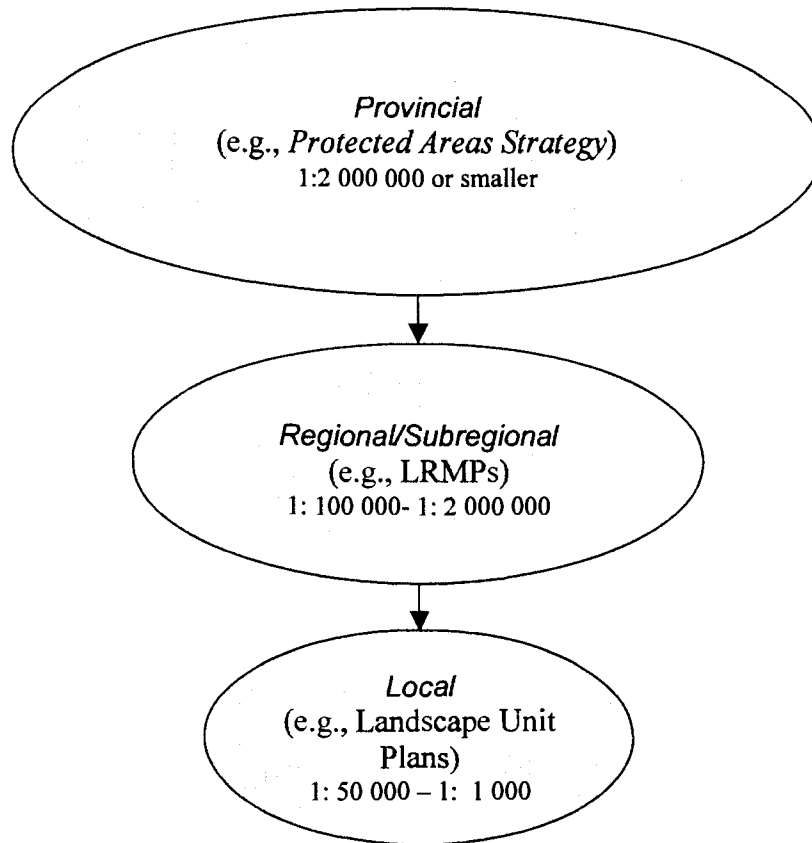 Provincial
(e.g., Protected Areas Strategy)
1:2 000 000 or smaller
Regional/Subregional
(e.g., LRMPs)
1: 100 000- 1: 2 000 000
Local
(e.g., Landscape Unit
Plans)
1: 50 000 – 1: 1 000